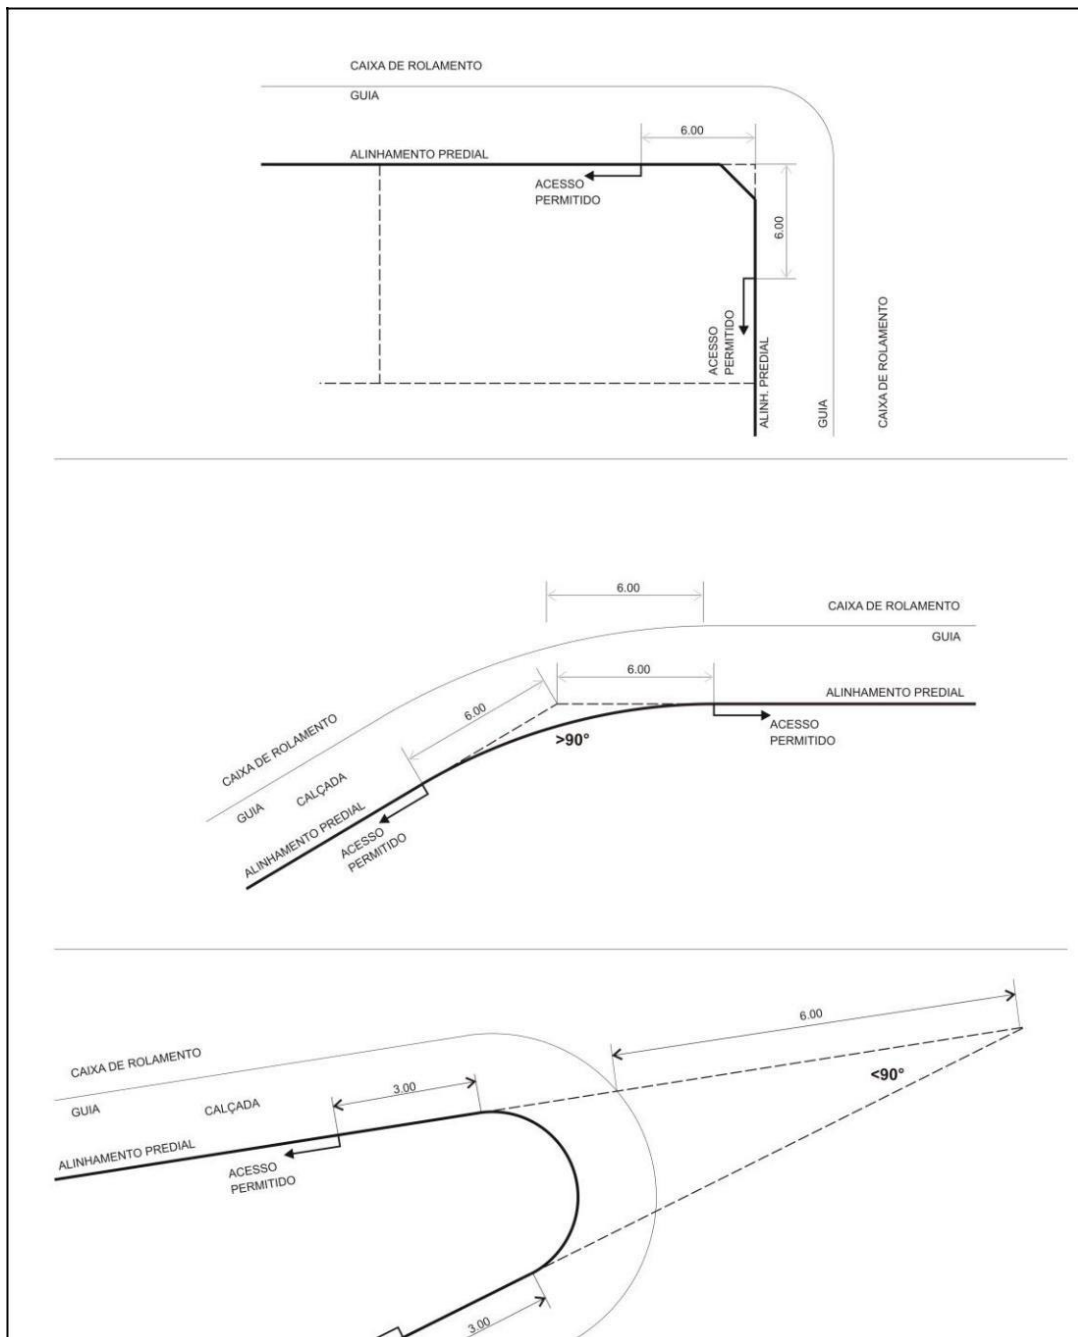 CAIXA DE ROLAMENTO
GUIA
6.00
ALINHAMENTO PREDIAL
ACESSO
PERMITIDO
6.00
ACESSO
PERMITIDO
ALINH. PREDIAL
GUIA
CAIXA DE ROLAMENTO
6.00
CAIXA DE ROLAMENTO
GUIA
6.00
ALINHAMENTO PREDIAL
6.00
ACESSO
PERMITIDO
>90°
CAIXA DE ROLAMENTO
GUIA
CALÇADA
ALINHAMENTO PREDIAL
ACESSO
PERMITIDO
6.00
CAIXA DE ROLAMENTO
<90°
3.00
GUIA
CALÇADA
ALINHAMENTO PREDIAL
ACESSO
PERMITIDO
3.00